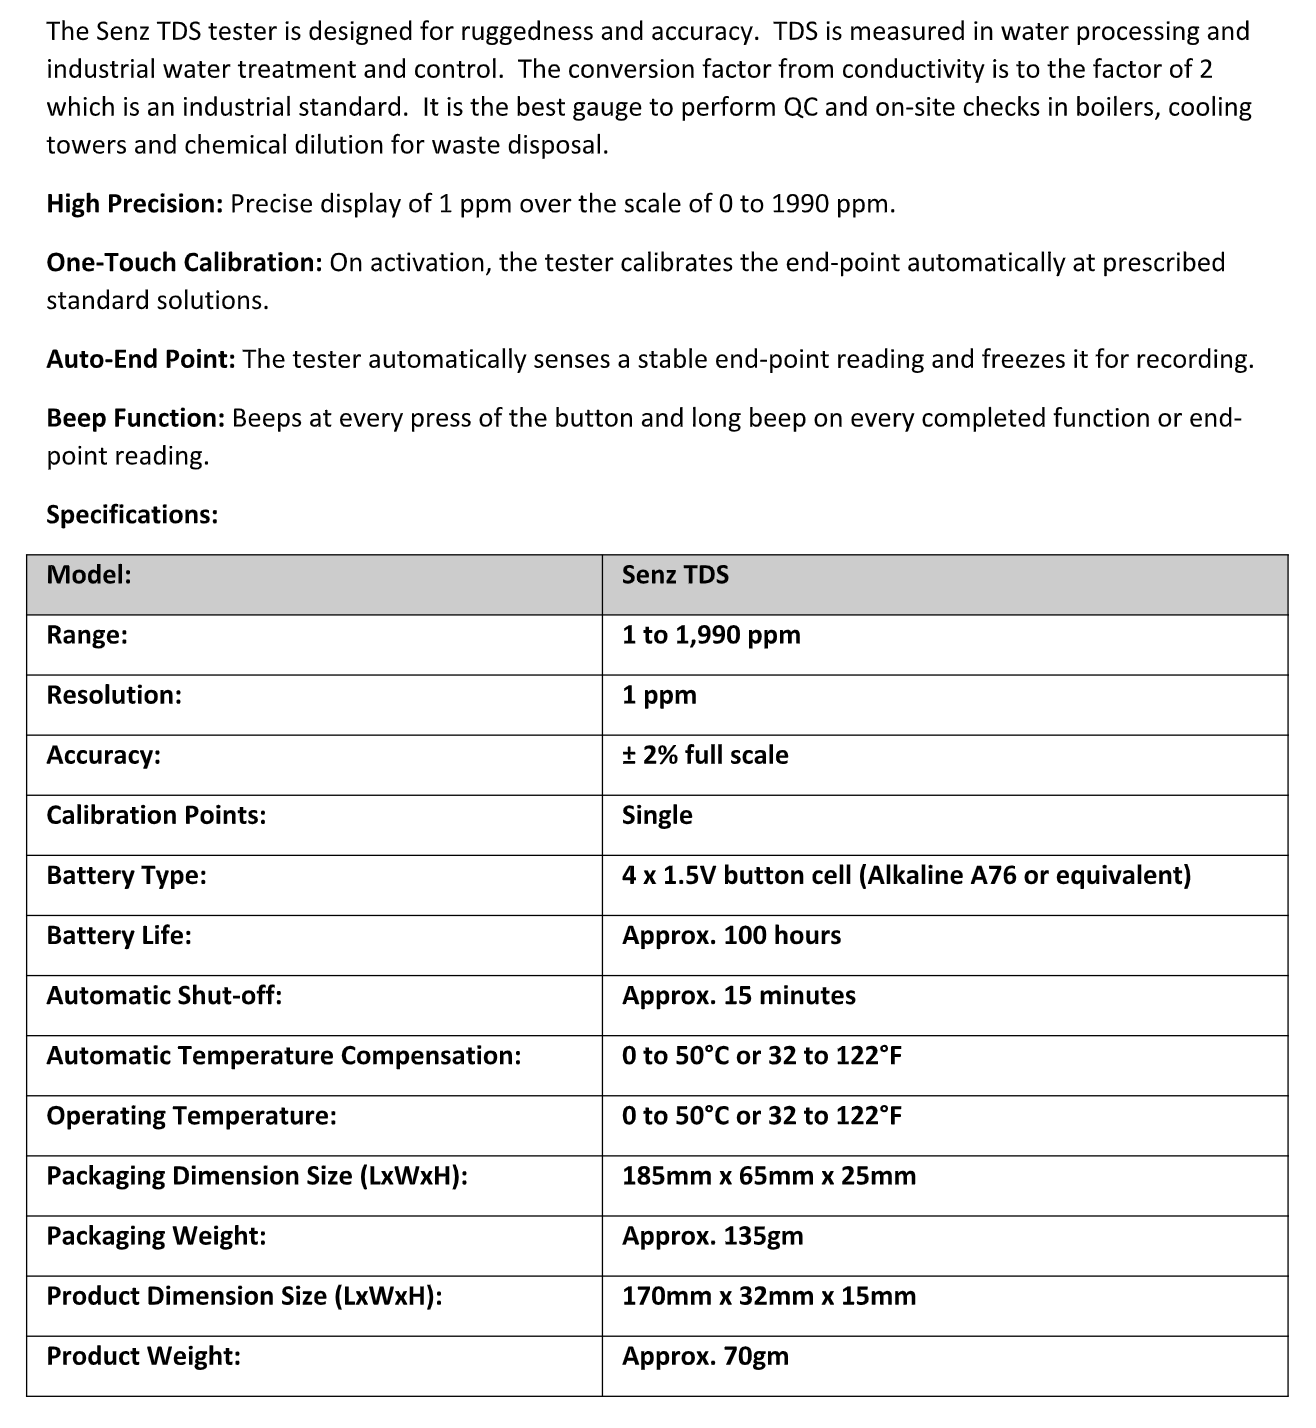 The Senz TDS tester is designed for ruggedness and accuracy.  TDS is measured in water processing and
industrial water treatment and control.  The conversion factor from conductivity is to the factor of 2
which is an industrial standard.  It is the best gauge to perform QC and on-site checks in boilers, cooling
towers and chemical dilution for waste disposal.
High Precision: Precise display of 1 ppm over the scale of 0 to 1990 ppm.
One-Touch Calibration: On activation, the tester calibrates the end-point automatically at prescribed
standard solutions.
Auto-End Point: The tester automatically senses a stable end-point reading and freezes it for recording.
Beep Function: Beeps at every press of the button and long beep on every completed function or end-
point reading.
Specifications:
Model: Senz TDS
Range: 1 to 1,990 ppm
Resolution: 1 ppm
Accuracy: ± 2% full scale
Calibration Points: Single
Battery Type: 4 x 1.5V button cell (Alkaline A76 or equivalent)
Battery Life: Approx. 100 hours
Automatic Shut-off: Approx. 15 minutes
Automatic Temperature Compensation: 0 to 50°C or 32 to 122°F
Operating Temperature: 0 to 50°C or 32 to 122°F
Packaging Dimension Size (LxWxH): 185mm x 65mm x 25mm
Packaging Weight: Approx. 135gm
Product Dimension Size (LxWxH): 170mm x 32mm x 15mm
Product Weight: Approx. 70gm